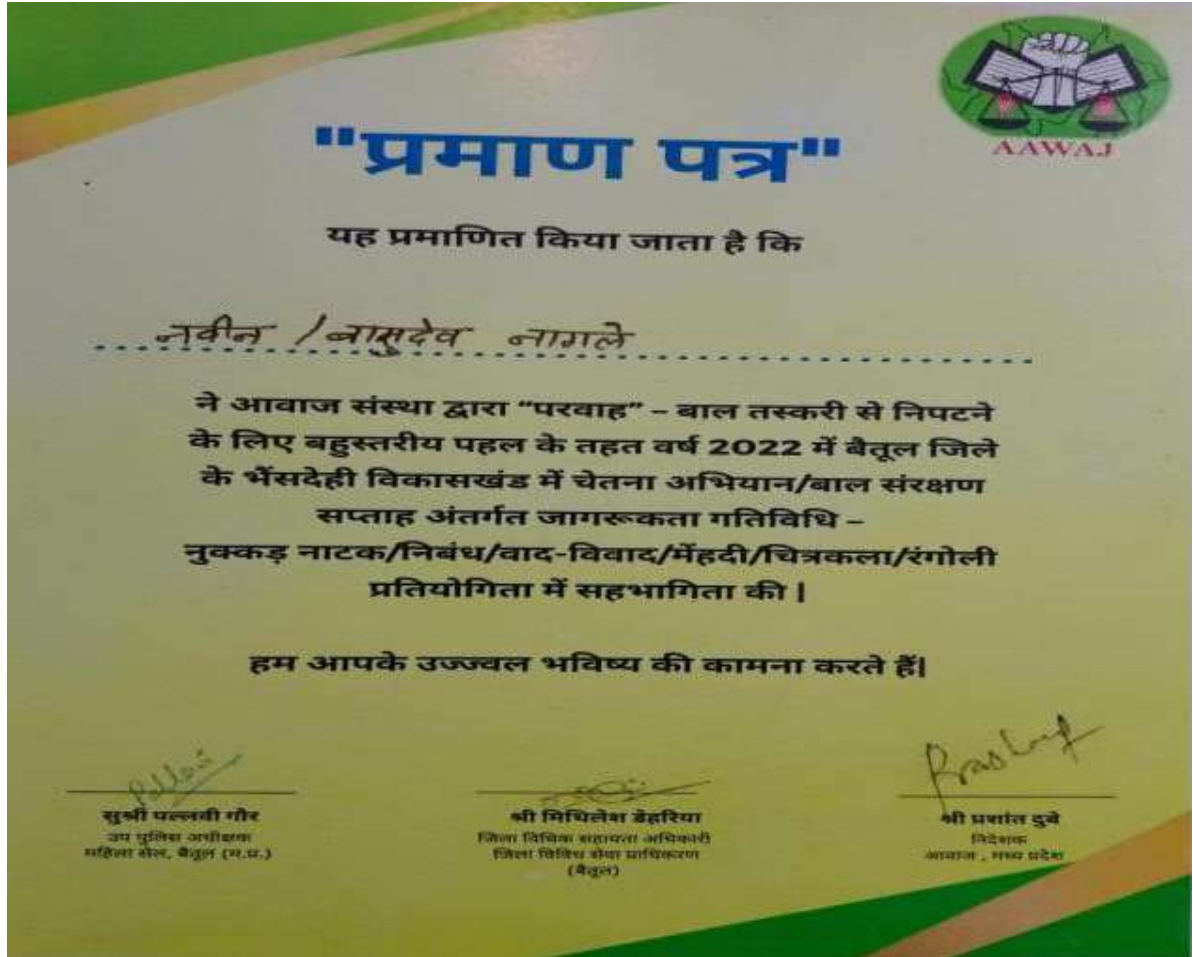 AAWAJ
"प्रमाण पत्र"
यह प्रमाणित किया जाता है कि
नवीन / वासुदेव नागले
ने आवाज संस्था द्वारा “परवाह” – बाल तस्करी से निपटने
के लिए बहुस्तरीय पहल के तहत वर्ष 2022 में बैतूल जिले
के भैंसदेही विकासखंड में चेतना अभियान/बाल संरक्षण
सप्ताह अंतर्गत जागरूकता गतिविधि –
नुक्कड़ नाटक/निबंध/वाद-विवाद/मेंहदी/चित्रकला/रंगोली
प्रतियोगिता में सहभागिता की |
हम आपके उज्ज्वल भविष्य की कामना करते हैं|
Pallavi
सुश्री पल्लवी गौर
उप पुलिस अधीक्षक
महिला सेल, बैतूल (म.प्र.)
श्री मिथिलेश डेहरिया
जिला विधिक सहायता अधिकारी
जिला विधिध सेवा प्राधिकरण
(बैतूल)
श्री प्रशांत दुबे
निदेशक
आवाज , मध्य प्रदेश